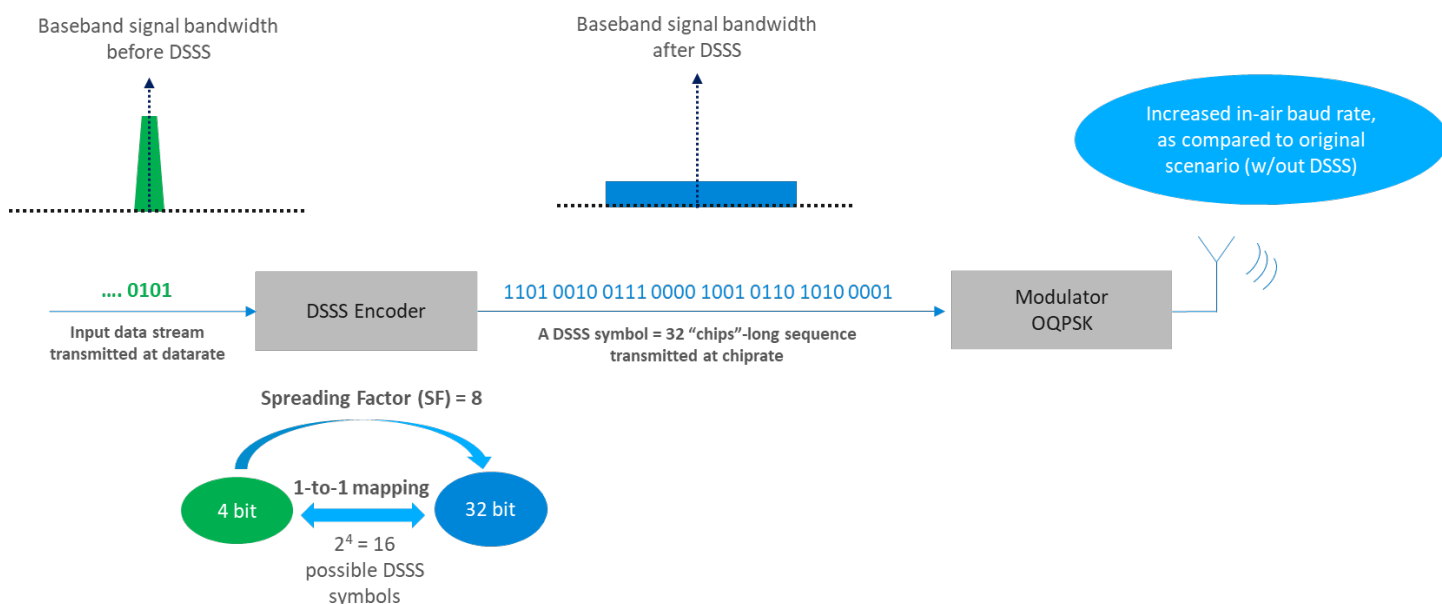 Baseband signal bandwidth
before DSSS
Baseband signal bandwidth
after DSSS
Increased in-air baud rate,
as compared to original
scenario (w/out DSSS)
.... 0101
Input data stream
transmitted at datarate
DSSS Encoder
1101 0010 0111 0000 1001 0110 1010 0001
A DSSS symbol = 32 “chips”-long sequence
transmitted at chiprate
Modulator
OQPSK
Spreading Factor (SF) = 8
4 bit
1-to-1 mapping
32 bit
2⁴ = 16
possible DSSS
symbols